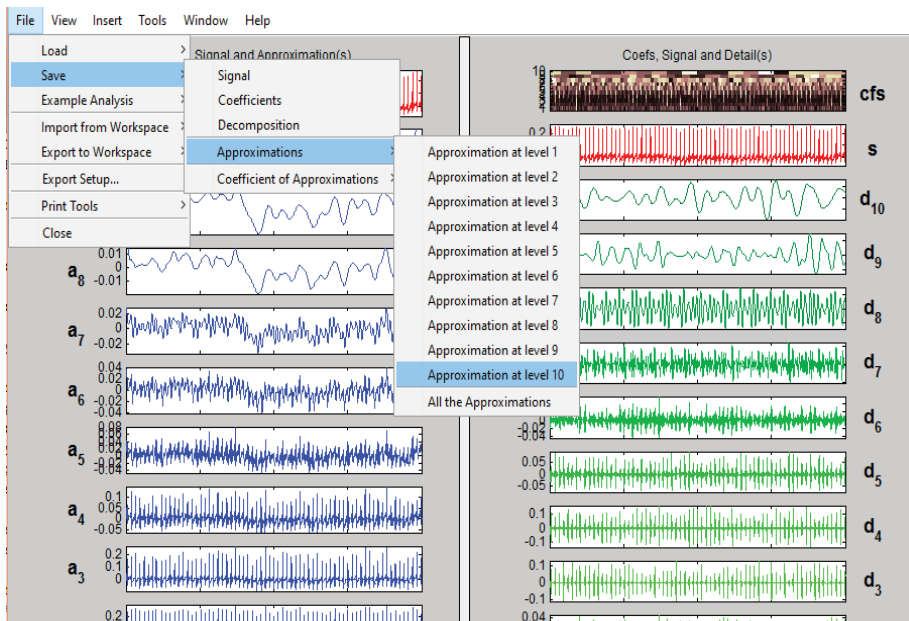 File View Insert Tools Window Help
Load
Save
Example Analysis
Import from Workspace
Export to Workspace
Export Setup...
Print Tools
Close
Signal
Coefficients
Decomposition
Approximations
Coefficient of Approximations
Approximation at level 1
Approximation at level 2
Approximation at level 3
Approximation at level 4
Approximation at level 5
Approximation at level 6
Approximation at level 7
Approximation at level 8
Approximation at level 9
Approximation at level 10
All the Approximations
Signal and Approximation(s)
a8
0.01
0
-0.01
a7
0.02
0
-0.02
a6
0.04
0.02
0
-0.02
-0.04
a5
a4
0.1
0.05
0
-0.05
a3
0.2
0.1
0
0.2
Coefs, Signal and Detail(s)
cfs
10
0.2
s
d10
d9
d8
d7
d6
0
-0.02
-0.04
d5
0.05
0
-0.05
d4
0.1
0
-0.1
d3
0.1
0
-0.1
0.04